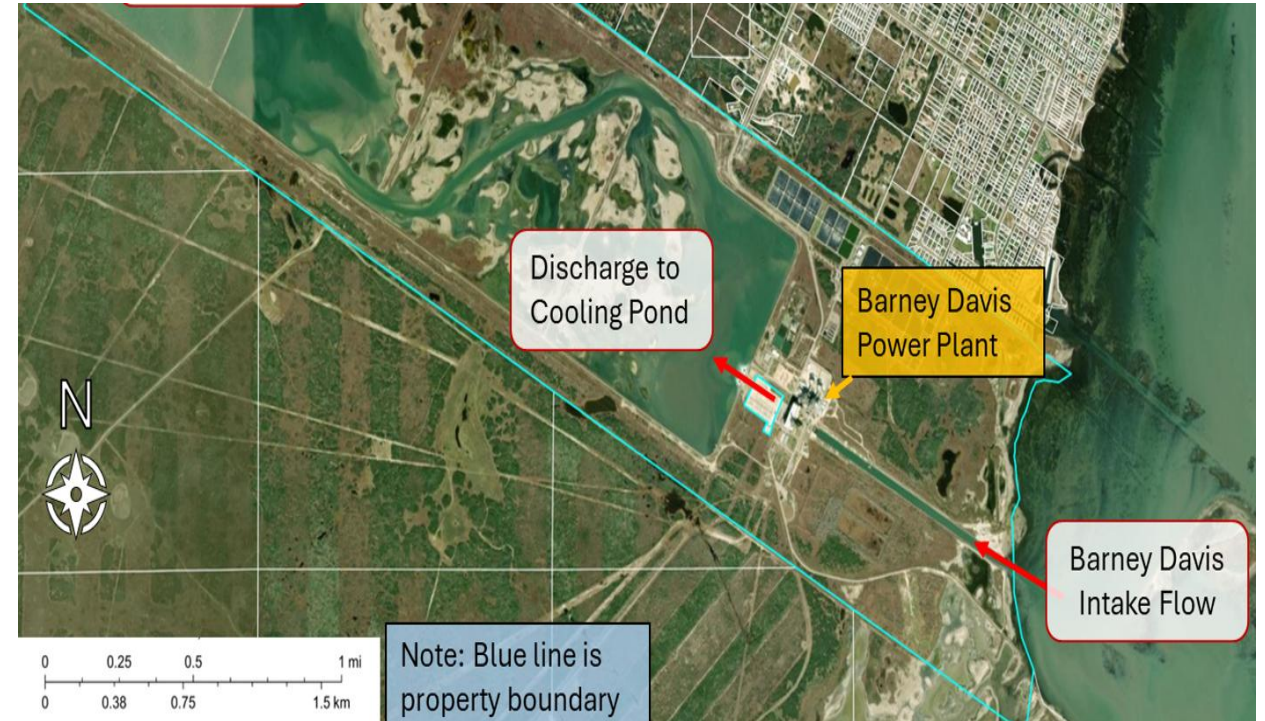 Discharge to
Cooling Pond
Barney Davis
Power Plant
N
Barney Davis
Intake Flow
Note: Blue line is
property boundary
0 0.25 0.5 1 mi
0 0.38 0.75 1.5 km